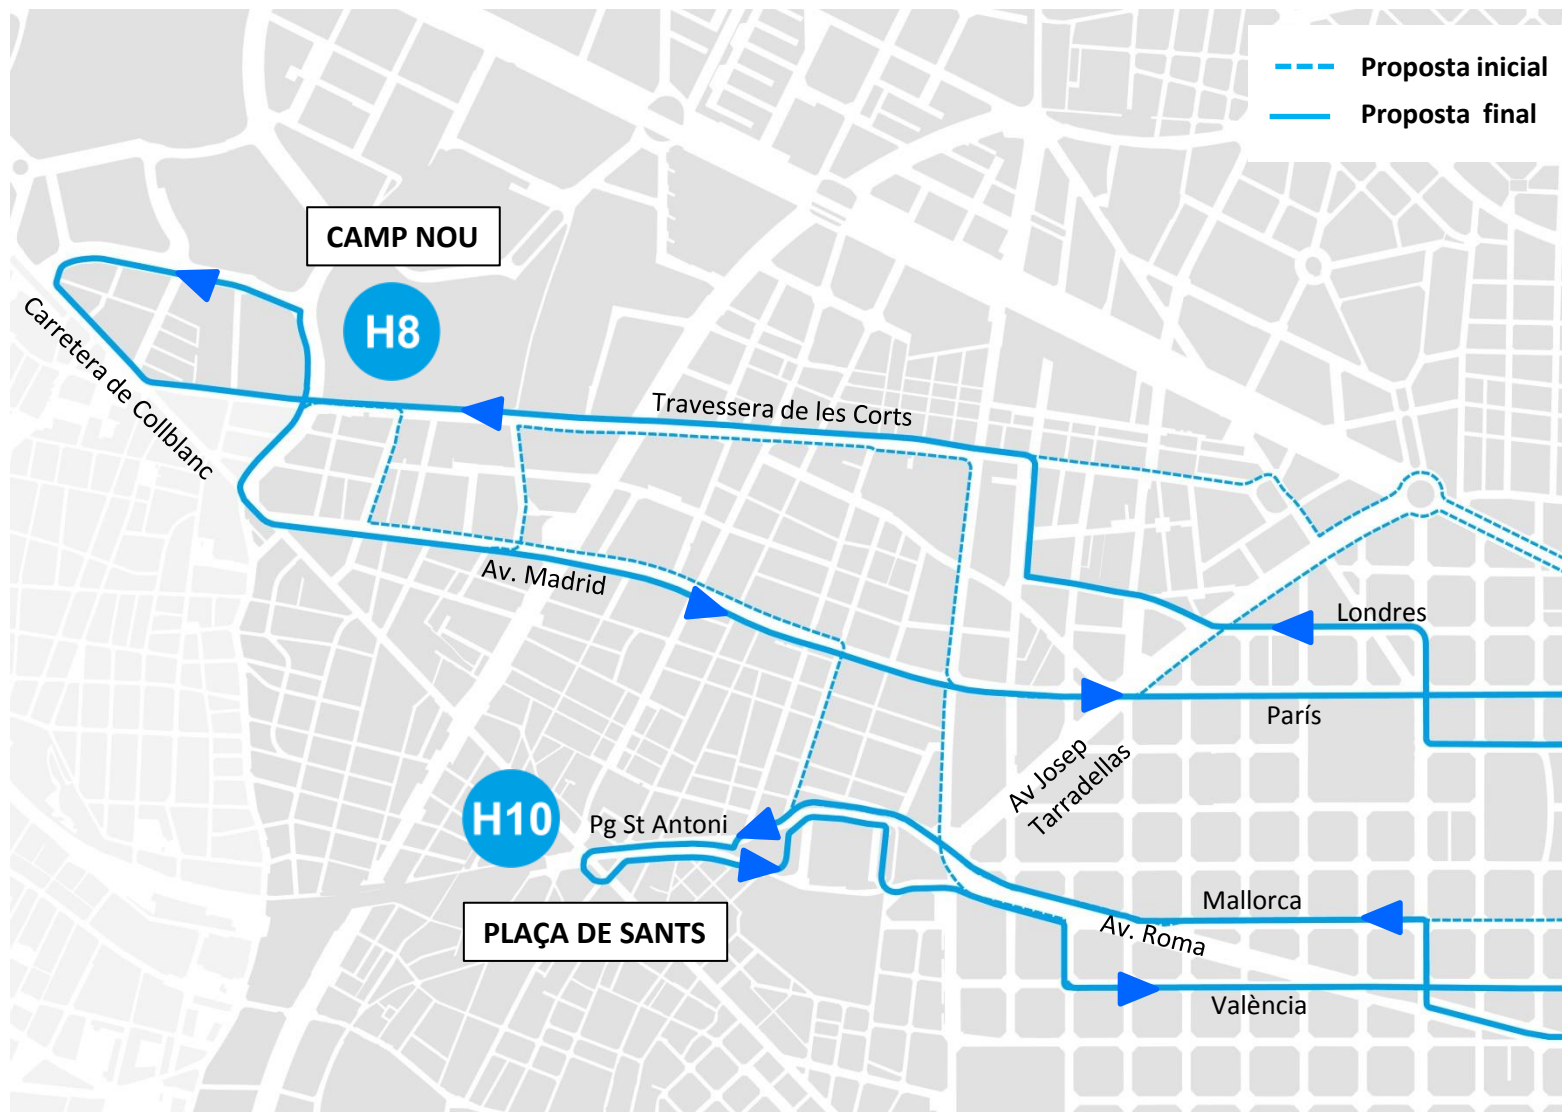 Proposta inicial
Proposta final
CAMP NOU
H8
Carretera de Collblanc
Travessera de les Corts
Av. Madrid
Londres
París
Av Josep
Tarradellas
H10
Pg St Antoni
PLAÇA DE SANTS
Mallorca
Av. Roma
València